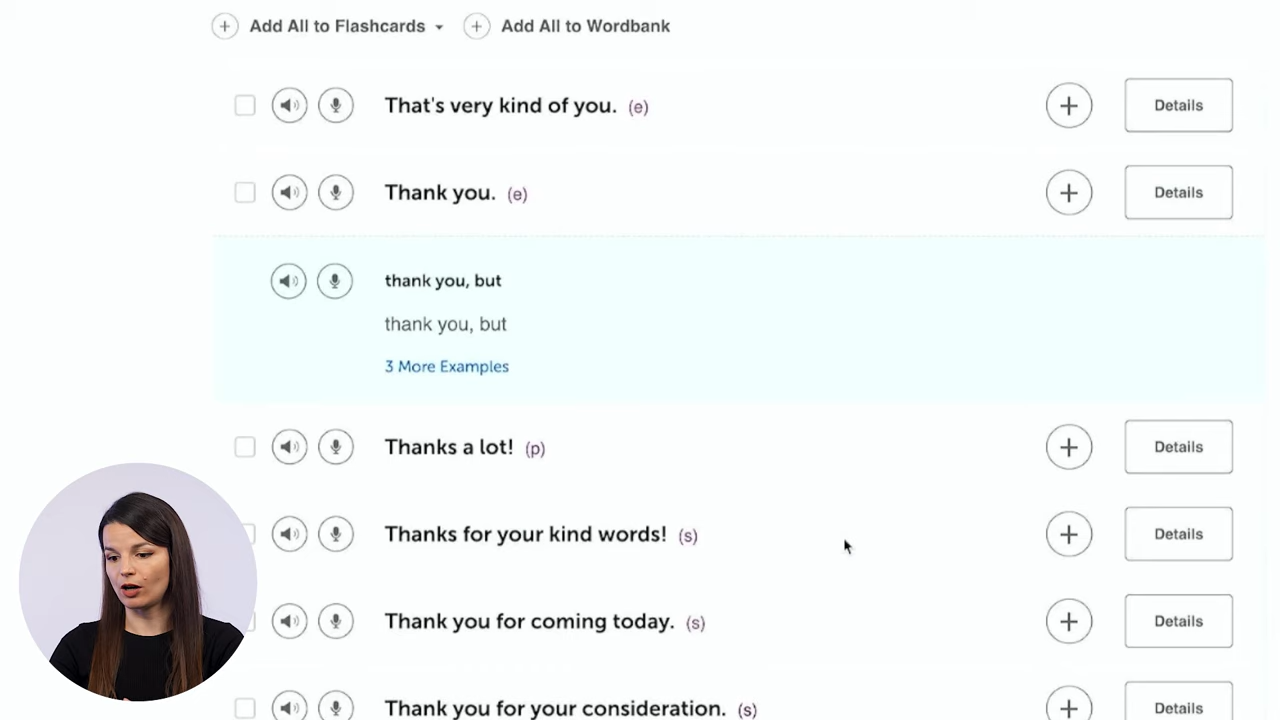 Add All to Flashcards Add All to Wordbank
That's very kind of you. (e) Details
Thank you. (e) Details
thank you, but
thank you, but
3 More Examples
Thanks a lot! (p) Details
Thanks for your kind words! (s) Details
Thank you for coming today. (s) Details
Thank you for your consideration. (s) Details